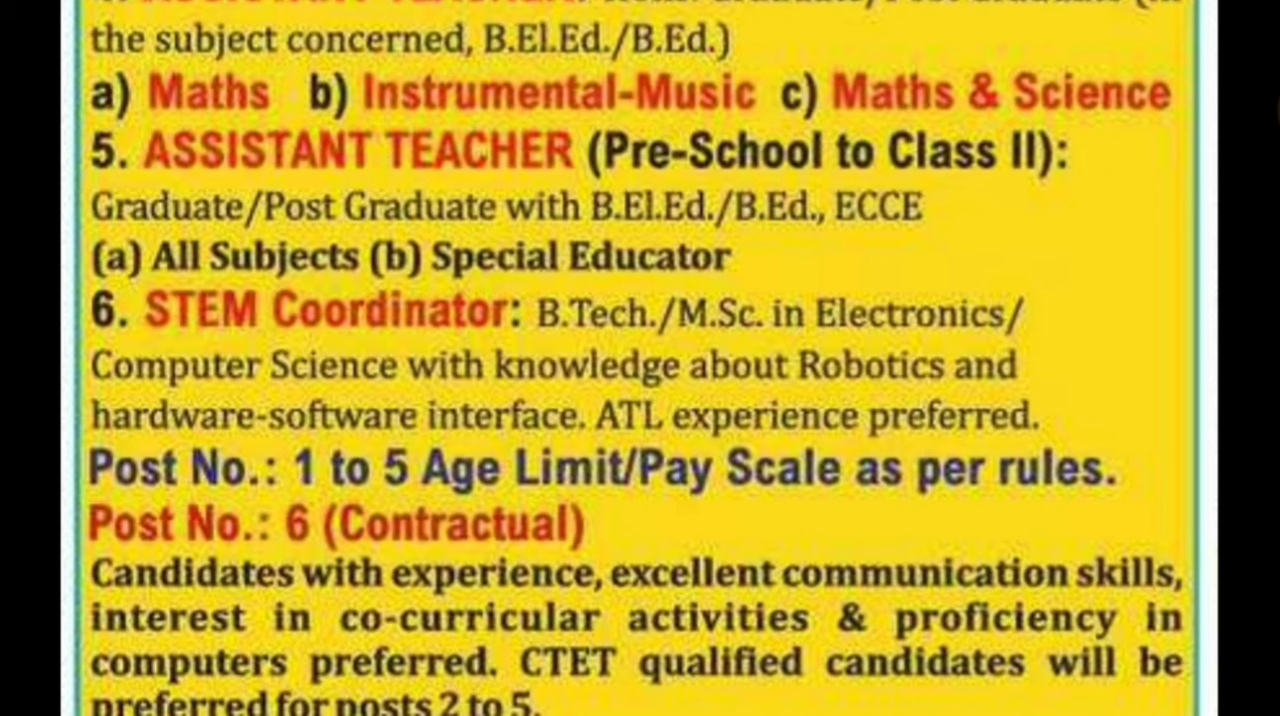 the subject concerned, B.El.Ed./B.Ed.)
a) Maths b) Instrumental-Music c) Maths & Science
5. ASSISTANT TEACHER (Pre-School to Class II):
Graduate/Post Graduate with B.El.Ed./B.Ed., ECCE
(a) All Subjects (b) Special Educator
6. STEM Coordinator: B.Tech./M.Sc. in Electronics/
Computer Science with knowledge about Robotics and
hardware-software interface. ATL experience preferred.
Post No.: 1 to 5 Age Limit/Pay Scale as per rules.
Post No.: 6 (Contractual)
Candidates with experience, excellent communication skills,
interest in co-curricular activities & proficiency in
computers preferred. CTET qualified candidates will be
preferred for posts 2 to 5.